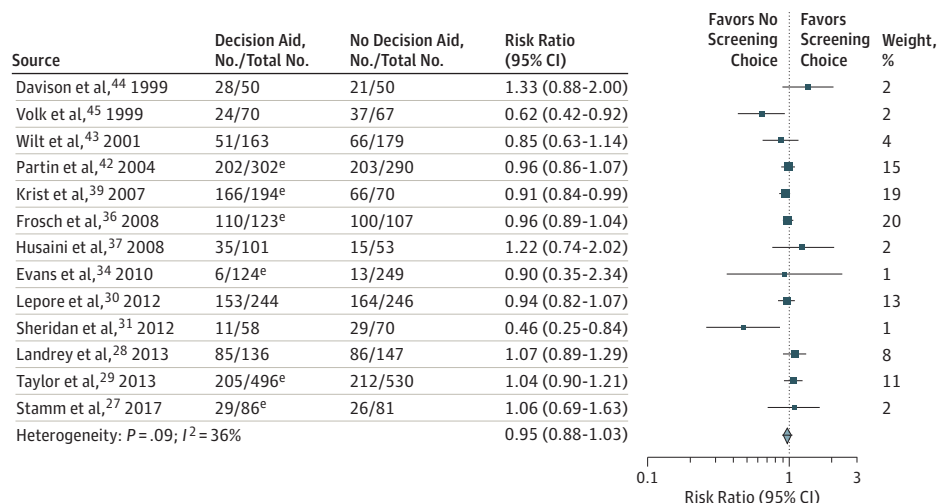 Favors No Screening Choice
Favors Screening Choice
Source
Decision Aid, No./Total No.
No Decision Aid, No./Total No.
Risk Ratio (95% CI)
Weight, %
Davison et al,44 1999 28/50 21/50 1.33 (0.88-2.00) 2
Volk et al,45 1999 24/70 37/67 0.62 (0.42-0.92) 2
Wilt et al,43 2001 51/163 66/179 0.85 (0.63-1.14) 4
Partin et al,42 2004 202/302e 203/290 0.96 (0.86-1.07) 15
Krist et al,39 2007 166/194e 66/70 0.91 (0.84-0.99) 19
Frosch et al,36 2008 110/123e 100/107 0.96 (0.89-1.04) 20
Husaini et al,37 2008 35/101 15/53 1.22 (0.74-2.02) 2
Evans et al,34 2010 6/124e 13/249 0.90 (0.35-2.34) 1
Lepore et al,30 2012 153/244 164/246 0.94 (0.82-1.07) 13
Sheridan et al,31 2012 11/58 29/70 0.46 (0.25-0.84) 1
Landrey et al,28 2013 85/136 86/147 1.07 (0.89-1.29) 8
Taylor et al,29 2013 205/496e 212/530 1.04 (0.90-1.21) 11
Stamm et al,27 2017 29/86e 26/81 1.06 (0.69-1.63) 2
Heterogeneity: P = .09; I2 = 36% 0.95 (0.88-1.03)
0.1 1 3
Risk Ratio (95% CI)